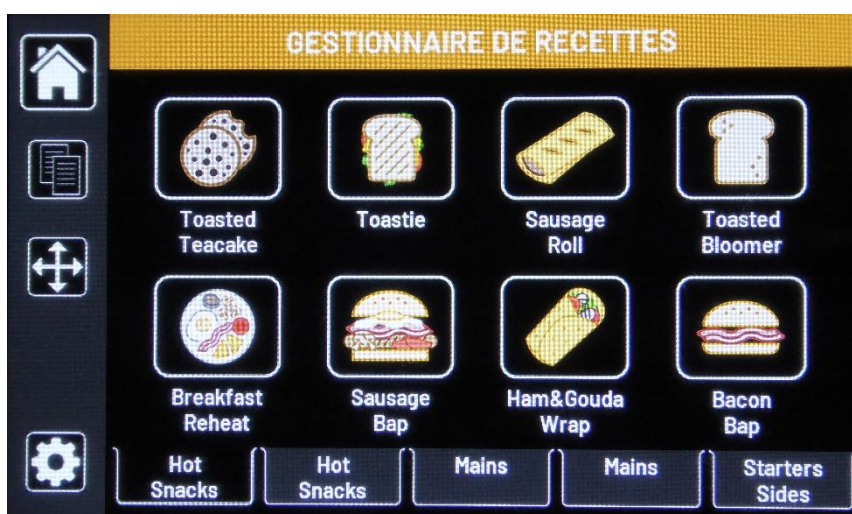 GESTIONNAIRE DE RECETTES
Toasted
Teacake
Toastie
Sausage
Roll
Toasted
Bloomer
Breakfast
Reheat
Sausage
Bap
Ham&Gouda
Wrap
Bacon
Bap
Hot
Snacks
Hot
Snacks
Mains
Mains
Starters
Sides